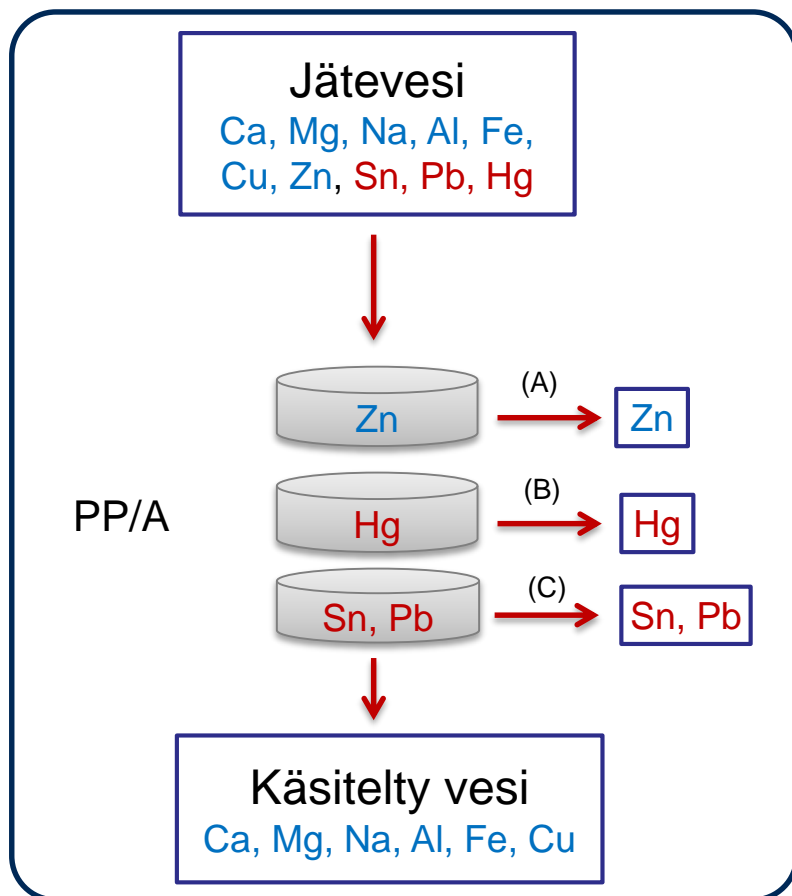 Jätevesi
Ca, Mg, Na, Al, Fe,
Cu, Zn, Sn, Pb, Hg
Zn
(A)
Zn
PP/A
Hg
(B)
Hg
Sn, Pb
(C)
Sn, Pb
Käsitelty vesi
Ca, Mg, Na, Al, Fe, Cu